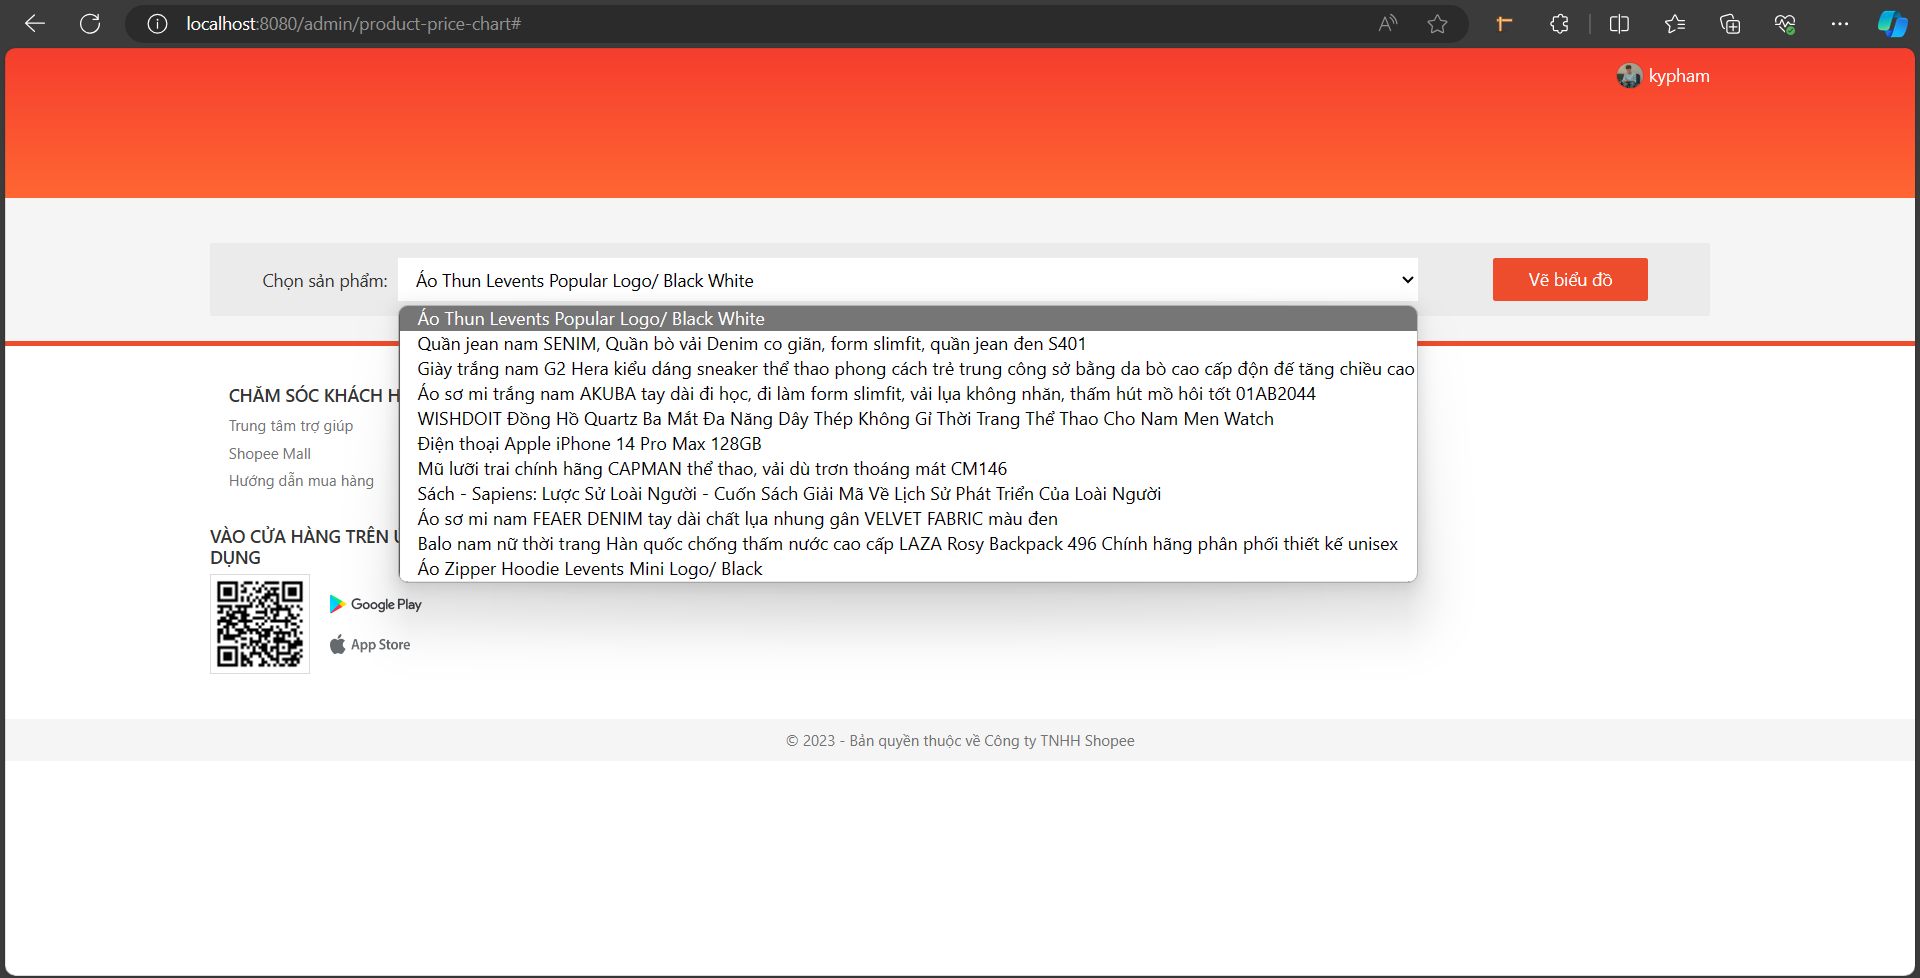 localhost:8080/admin/product-price-chart#
kypham
Chọn sản phẩm:
Áo Thun Levents Popular Logo/ Black White
Vẽ biểu đồ
Áo Thun Levents Popular Logo/ Black White
Quần jean nam SENIM, Quần bò vải Denim co giãn, form slimfit, quần jean đen S401
Giày trắng nam G2 Hera kiểu dáng sneaker thể thao phong cách trẻ trung công sở bằng da bò cao cấp độn đế tăng chiều cao
Áo sơ mi trắng nam AKUBA tay dài đi học, đi làm form slimfit, vải lụa không nhăn, thấm hút mồ hôi tốt 01AB2044
WISHDOIT Đồng Hồ Quartz Ba Mắt Đa Năng Dây Thép Không Gỉ Thời Trang Thể Thao Cho Nam Men Watch
Điện thoại Apple iPhone 14 Pro Max 128GB
Mũ lưỡi trai chính hãng CAPMAN thể thao, vải dù trơn thoáng mát CM146
Sách - Sapiens: Lược Sử Loài Người - Cuốn Sách Giải Mã Về Lịch Sử Phát Triển Của Loài Người
Áo sơ mi nam FEAER DENIM tay dài chất lụa nhung gân VELVET FABRIC màu đen
Balo nam nữ thời trang Hàn quốc chống thấm nước cao cấp LAZA Rosy Backpack 496 Chính hãng phân phối thiết kế unisex
Áo Zipper Hoodie Levents Mini Logo/ Black
CHĂM SÓC KHÁCH H
Trung tâm trợ giúp
Shopee Mall
Hướng dẫn mua hàng
VÀO CỬA HÀNG TRÊN
DỤNG
Google Play
App Store
© 2023 - Bản quyền thuộc về Công ty TNHH Shopee